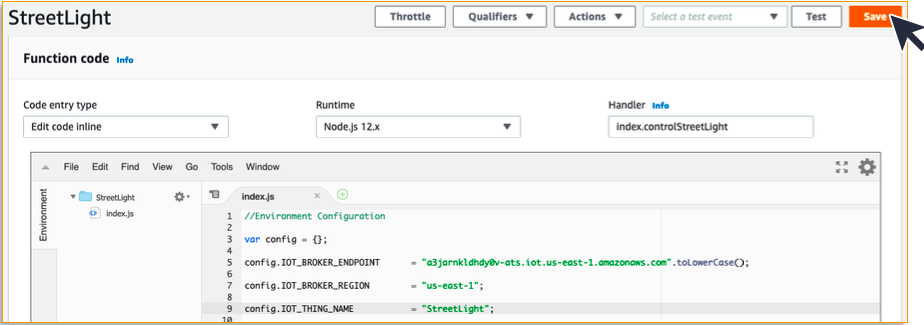 StreetLight
Throttle Qualifiers Actions Select a test event Test Save
Function code Info
Code entry type Runtime Handler Info
Edit code inline Node.js 12.x index.controlStreetLight
File Edit Find View Go Tools Window
Environment
StreetLight
index.js
index.js
1 //Environment Configuration
2
3 var config = {};
4
5 config.IOT_BROKER_ENDPOINT = "a3jarnkldhdy0v-ats.iot.us-east-1.amazonaws.com".toLowerCase();
6
7 config.IOT_BROKER_REGION = "us-east-1";
8
9 config.IOT_THING_NAME = "StreetLight";
10